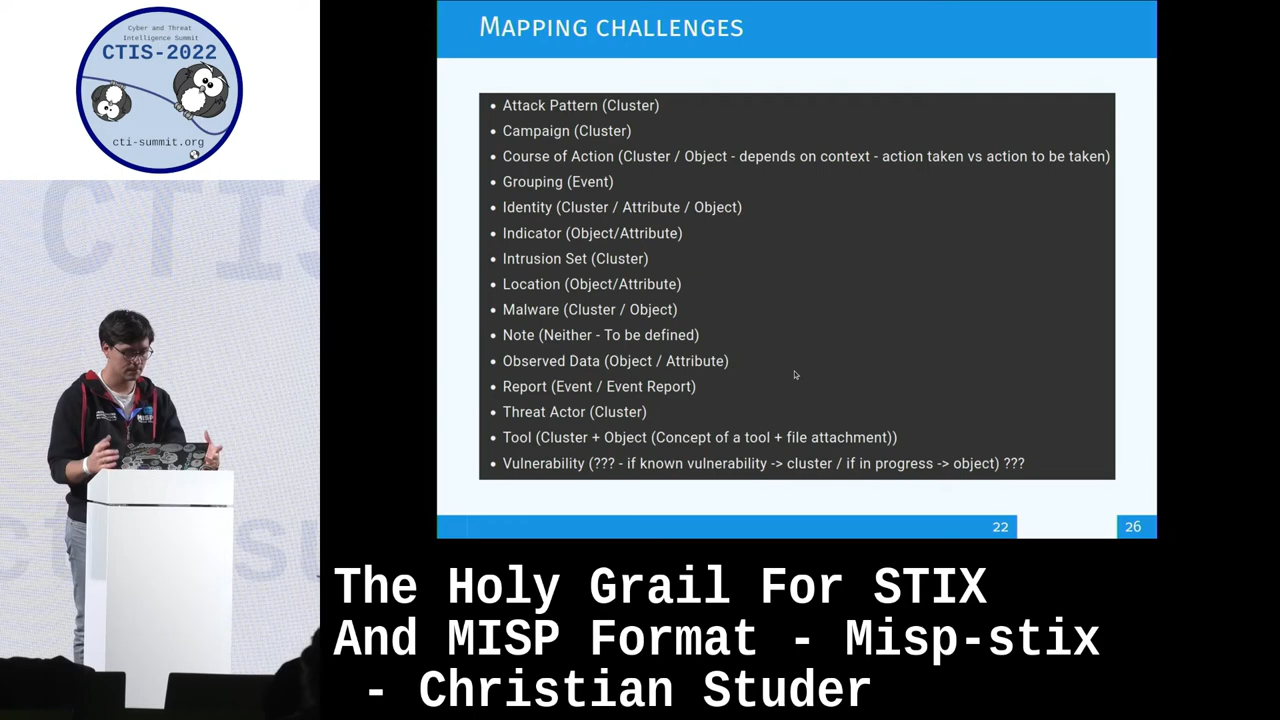 Cyber and Threat
Intelligence Summit
CTIS-2022
cti-summit.org
MAPPING CHALLENGES
• Attack Pattern (Cluster)
• Campaign (Cluster)
• Course of Action (Cluster / Object - depends on context - action taken vs action to be taken)
• Grouping (Event)
• Identity (Cluster / Attribute / Object)
• Indicator (Object/Attribute)
• Intrusion Set (Cluster)
• Location (Object/Attribute)
• Malware (Cluster / Object)
• Note (Neither - To be defined)
• Observed Data (Object / Attribute)
• Report (Event / Event Report)
• Threat Actor (Cluster)
• Tool (Cluster + Object (Concept of a tool + file attachment))
• Vulnerability (??? - if known vulnerability -> cluster / if in progress -> object) ???
22 26
CTIS
MISP
The Holy Grail For STIX
And MISP Format - Misp-stix
- Christian Studer